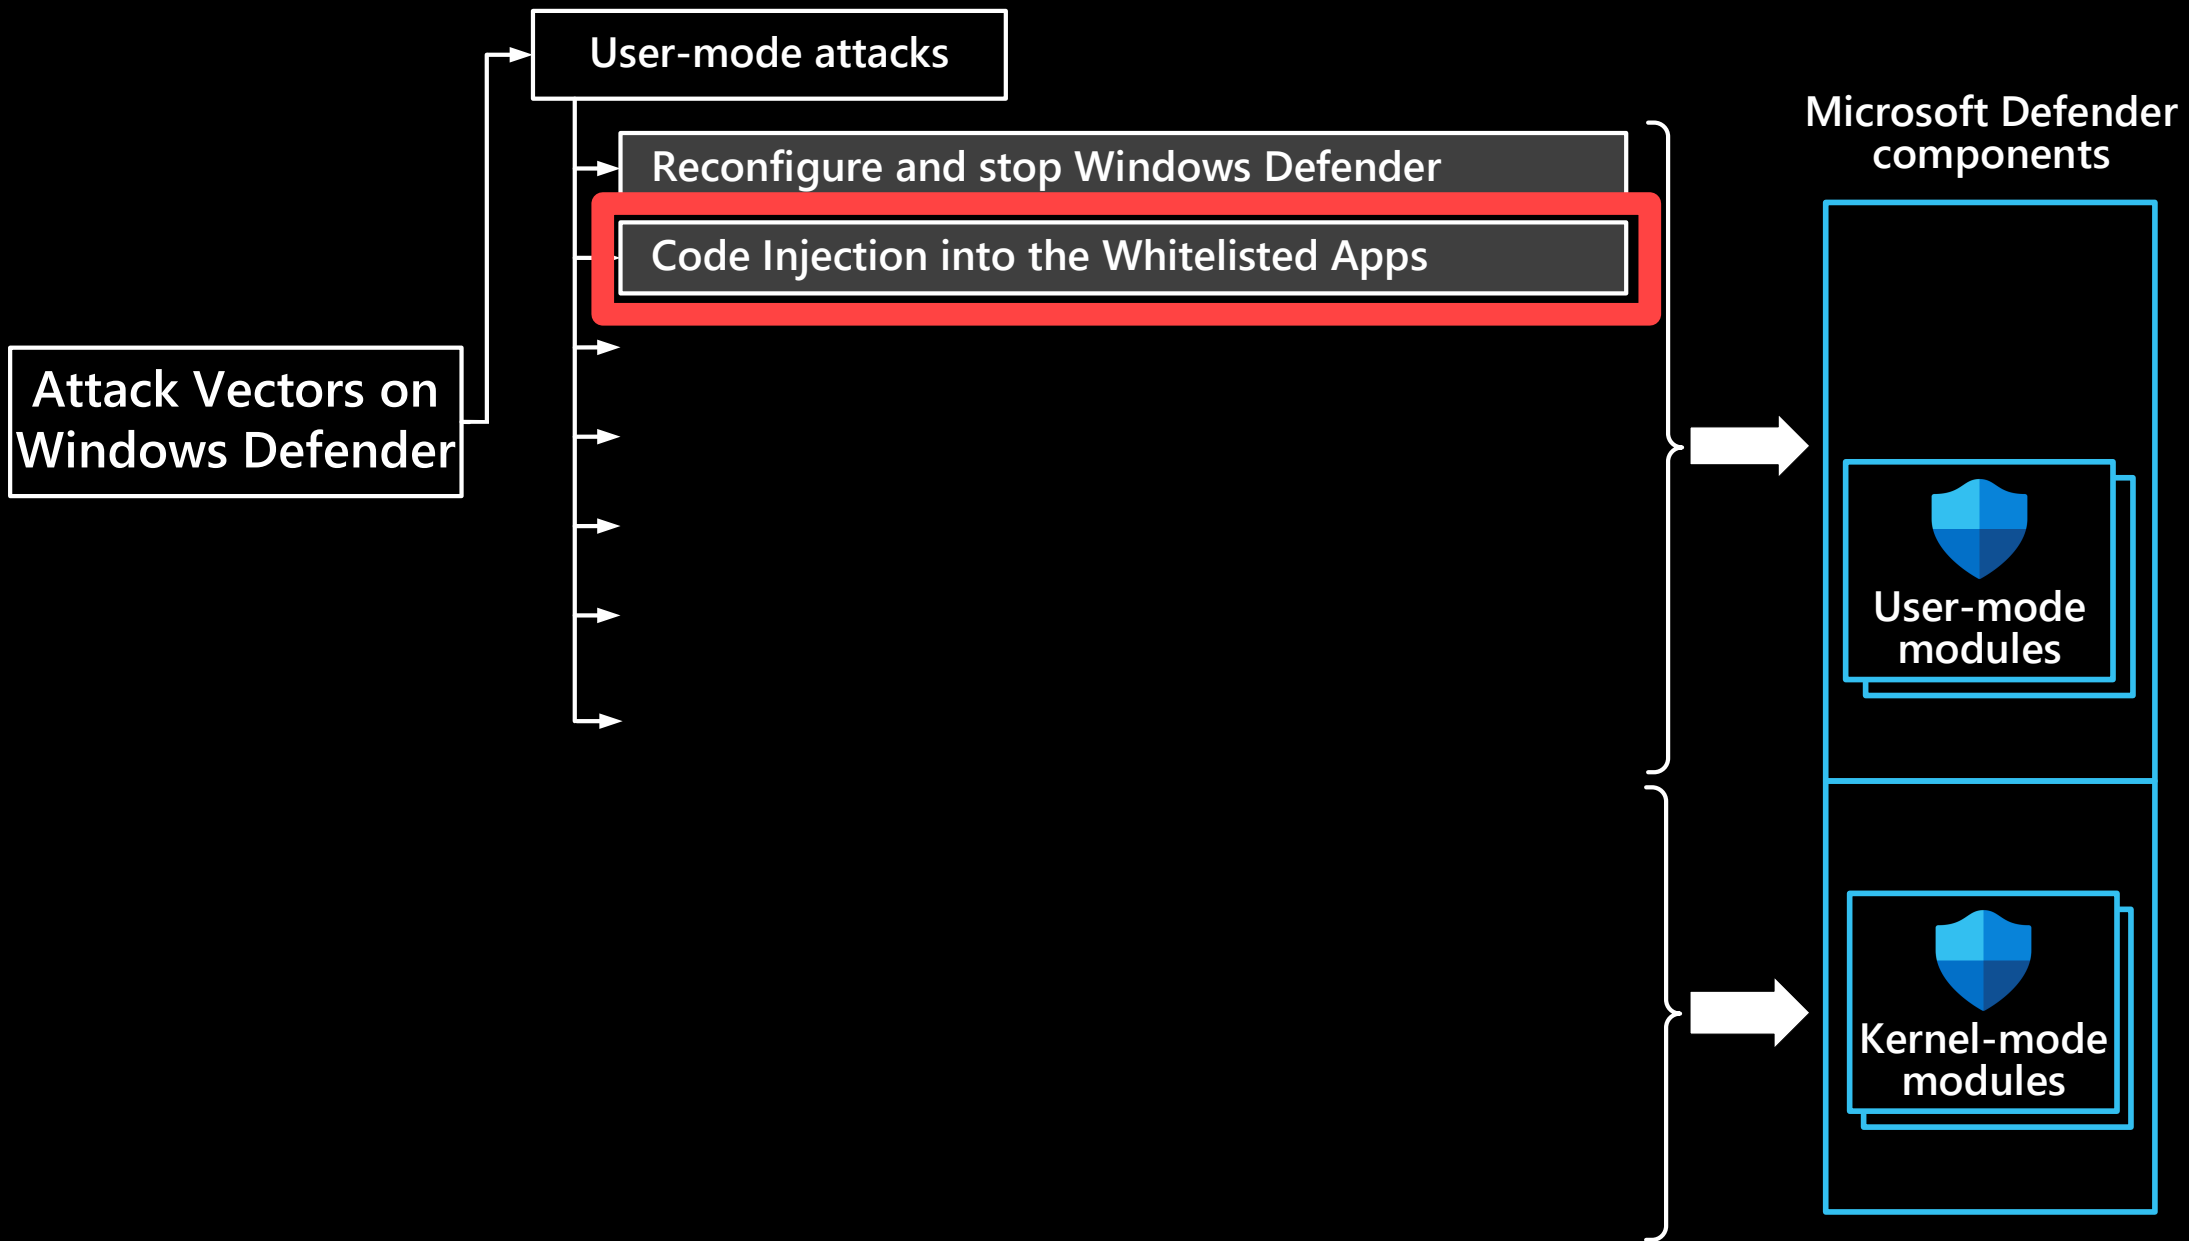 User-mode attacks
Reconfigure and stop Windows Defender
Code Injection into the Whitelisted Apps
Attack Vectors on
Windows Defender
Microsoft Defender
components
User-mode
modules
Kernel-mode
modules